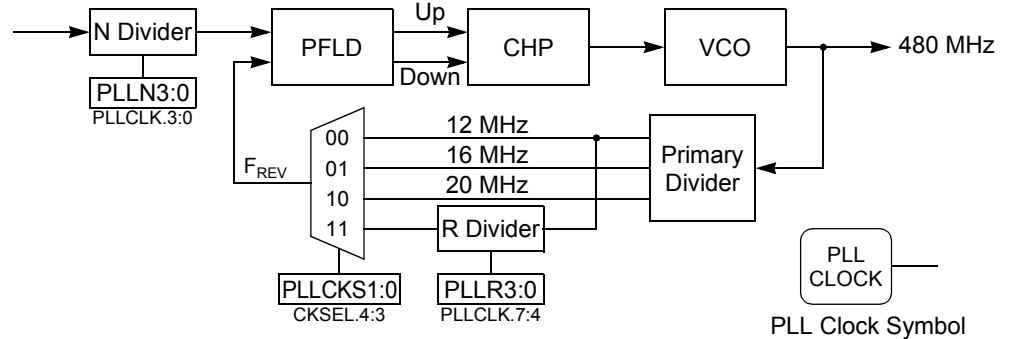 Up
N Divider
PFLD
CHP
VCO
480 MHz
Down
PLLN3:0
PLLCLK.3:0
12 MHz
00
16 MHz
01
Primary
Divider
FREV
20 MHz
10
11
R Divider
PLLCKS1:0
CKSEL.4:3
PLLR3:0
PLLCLK.7:4
PLL
CLOCK
PLL Clock Symbol